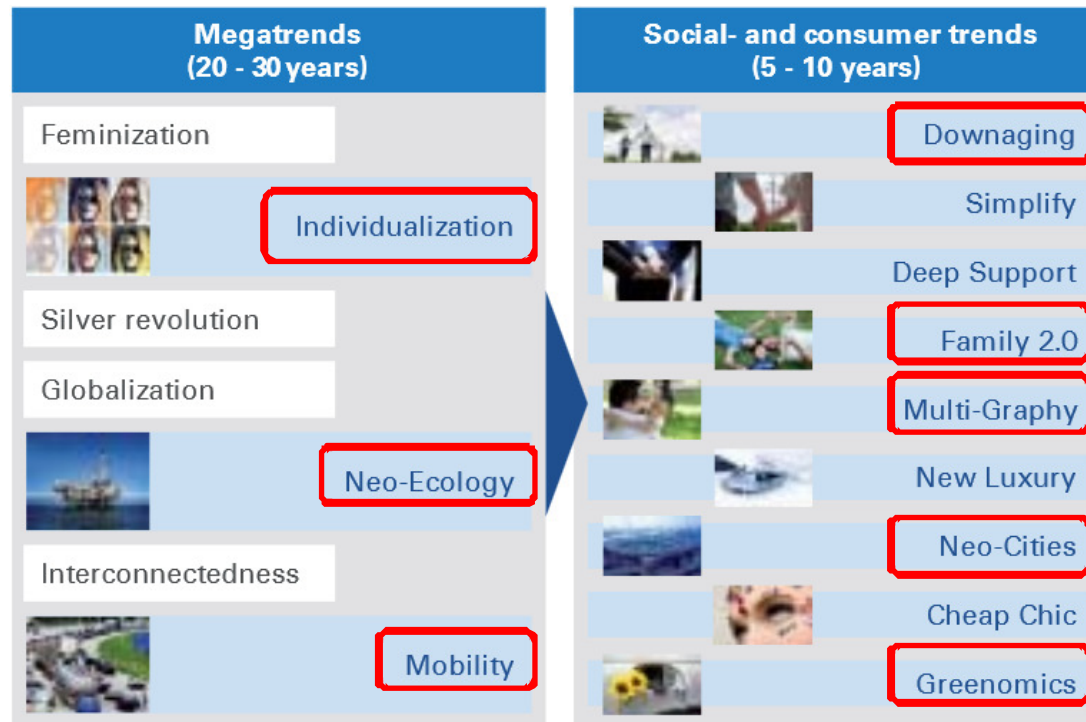 Megatrends
(20 - 30 years)
Feminization
Individualization
Silver revolution
Globalization
Neo-Ecology
Interconnectedness
Mobility
Social- and consumer trends
(5 - 10 years)
Downaging
Simplify
Deep Support
Family 2.0
Multi-Graphy
New Luxury
Neo-Cities
Cheap Chic
Greenomics